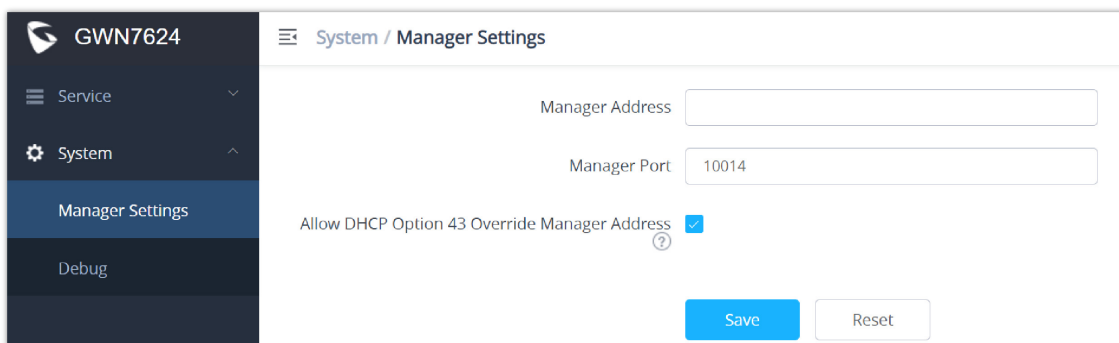 GWN7624
System / Manager Settings
Service
System
Manager Settings
Debug
Manager Address
Manager Port 10014
Allow DHCP Option 43 Override Manager Address
?
Save Reset